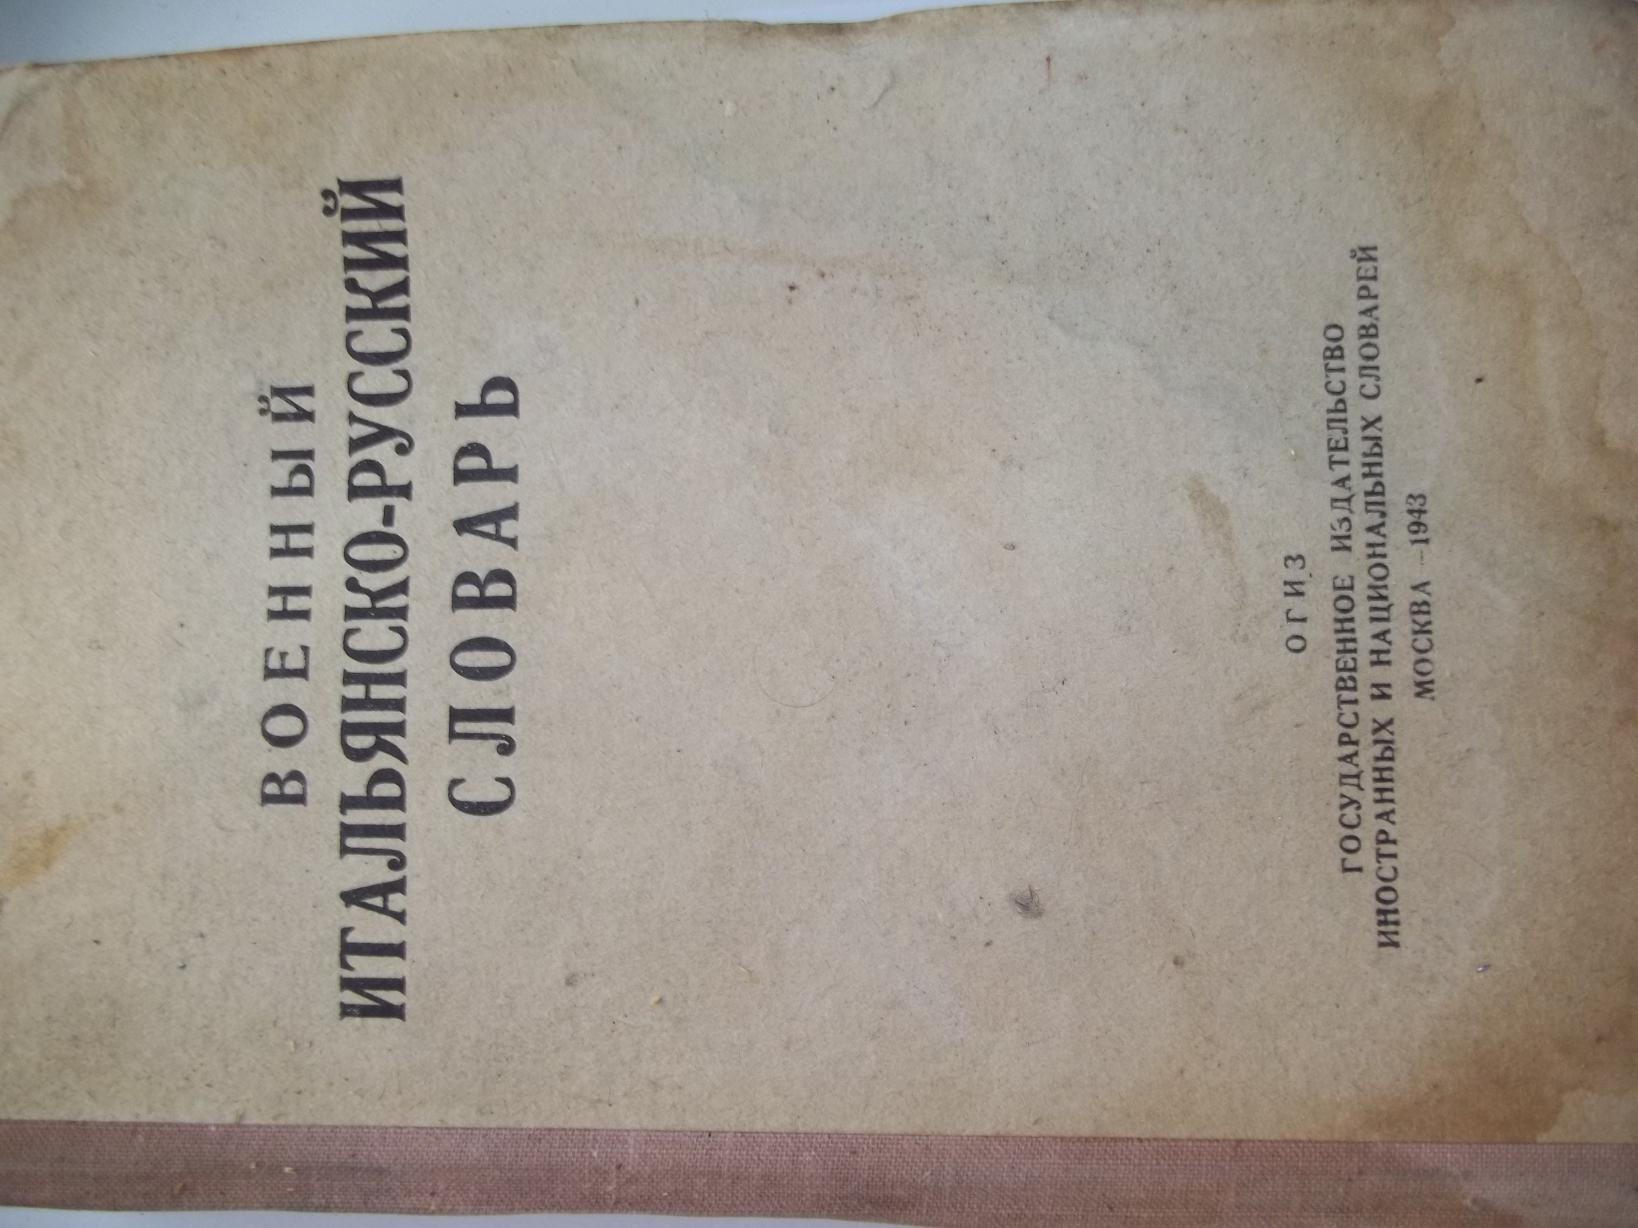 ВОЕННЫЙ
ИТАЛЬЯНСКО-РУССКИЙ
СЛОВАРЬ
ОГИЗ
ГОСУДАРСТВЕННОЕ ИЗДАТЕЛЬСТВО
ИНОСТРАННЫХ И НАЦИОНАЛЬНЫХ СЛОВАРЕЙ
МОСКВА —1943